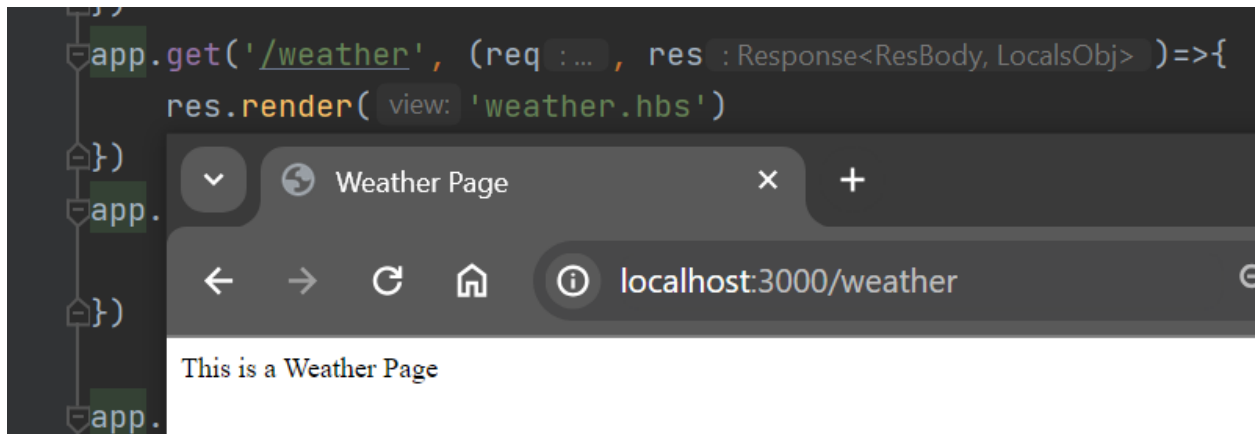 })
app.get('/weather', (req : ... , res : Response<ResBody, LocalsObj> )=>{
res.render( view: 'weather.hbs')
})
Weather Page
app.
localhost:3000/weather
})
This is a Weather Page
app.